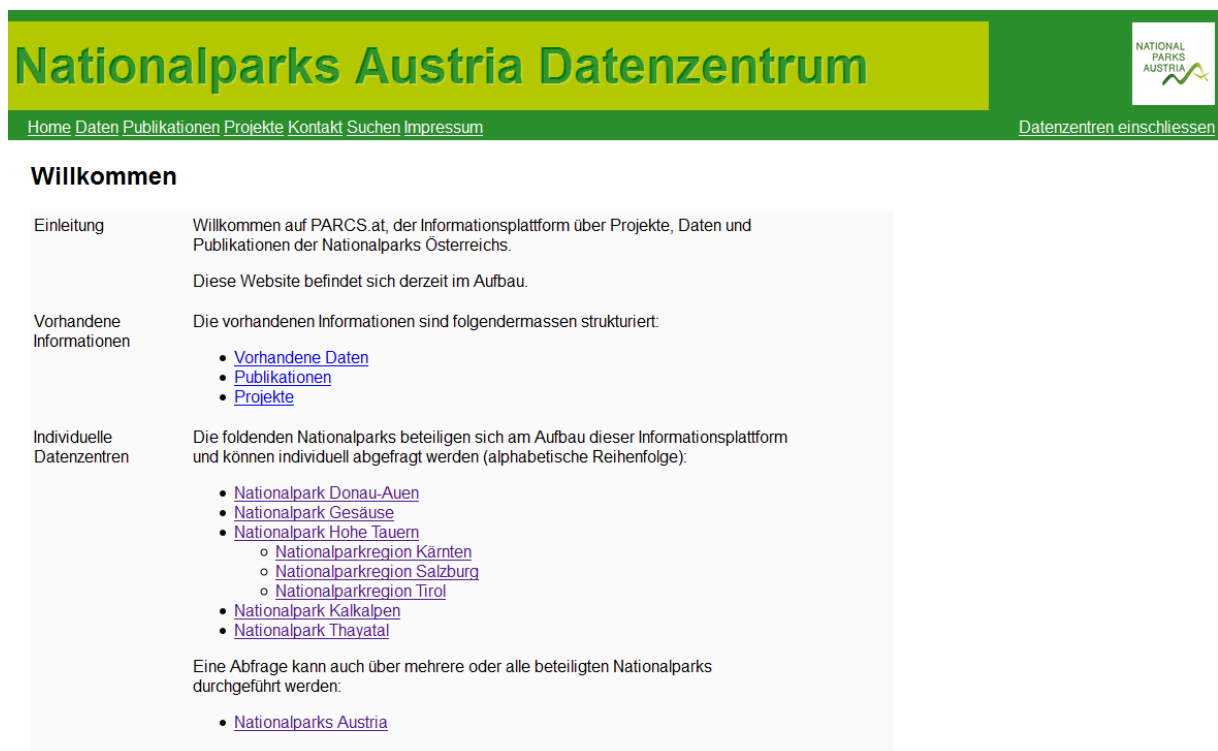 Nationalparks Austria Datenzentrum
NATIONAL
PARKS
AUSTRIA
Home Daten Publikationen Projekte Kontakt Suchen Impressum
Datenzentren einschliessen
Willkommen
Einleitung
Willkommen auf PARCS.at, der Informationsplattform über Projekte, Daten und
Publikationen der Nationalparks Österreichs.
Diese Website befindet sich derzeit im Aufbau.
Vorhandene
Informationen
Die vorhandenen Informationen sind folgendermassen strukturiert:
Vorhandene Daten
Publikationen
Projekte
Individuelle
Datenzentren
Die foldenden Nationalparks beteiligen sich am Aufbau dieser Informationsplattform
und können individuell abgefragt werden (alphabetische Reihenfolge):
Nationalpark Donau-Auen
Nationalpark Gesäuse
Nationalpark Hohe Tauern
Nationalparkregion Kärnten
Nationalparkregion Salzburg
Nationalparkregion Tirol
Nationalpark Kalkalpen
Nationalpark Thayatal
Eine Abfrage kann auch über mehrere oder alle beteiligten Nationalparks
durchgeführt werden:
Nationalparks Austria